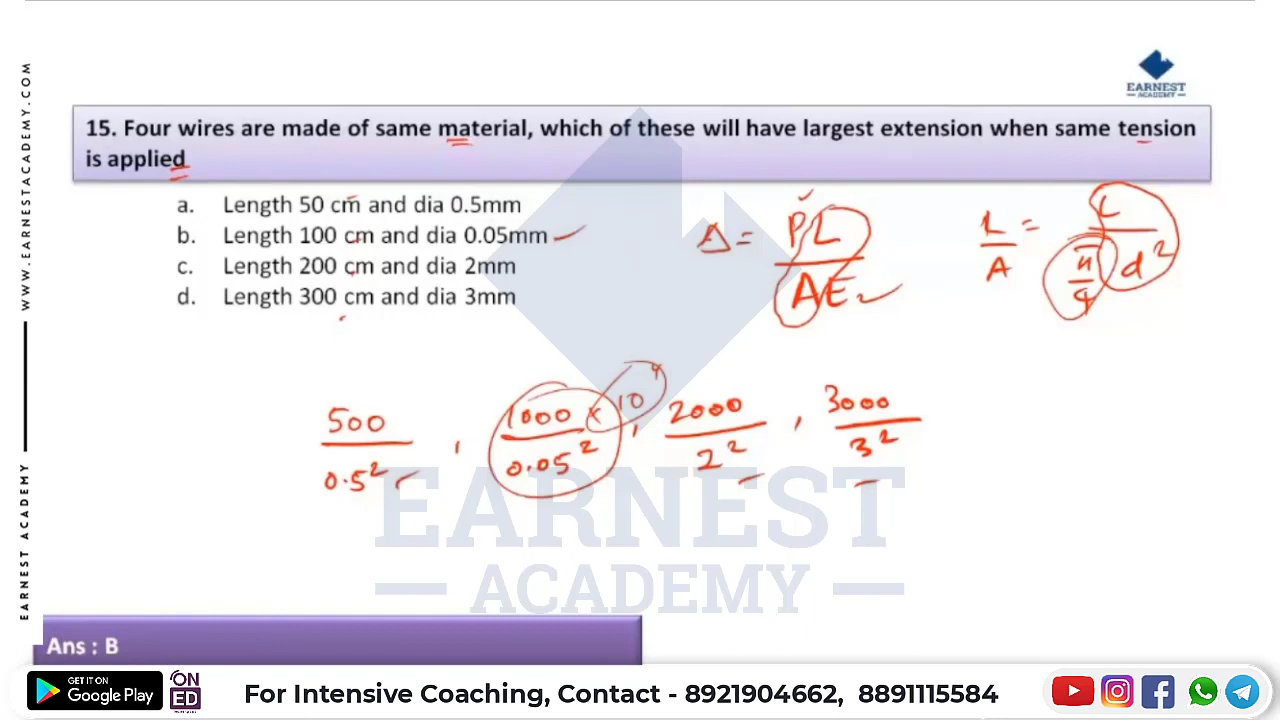 WWW.EARNESTACADEMY.COM
EARNEST ACADEMY
EARNEST
ACADEMY
15. Four wires are made of same material, which of these will have largest extension when same tension
is applied
a. Length 50 cm and dia 0.5mm
b. Length 100 cm and dia 0.05mm
c. Length 200 cm and dia 2mm
d. Length 300 cm and dia 3mm
Δ = PL / AE
L / A = L / π/4 d²
500 / 0.5² , 1000 × 10⁴ / 0.05² , 2000 / 2² , 3000 / 3²
EARNEST
ACADEMY
Ans : B
GET IT ON
Google Play
ON
ED
For Intensive Coaching, Contact - 8921904662, 8891115584